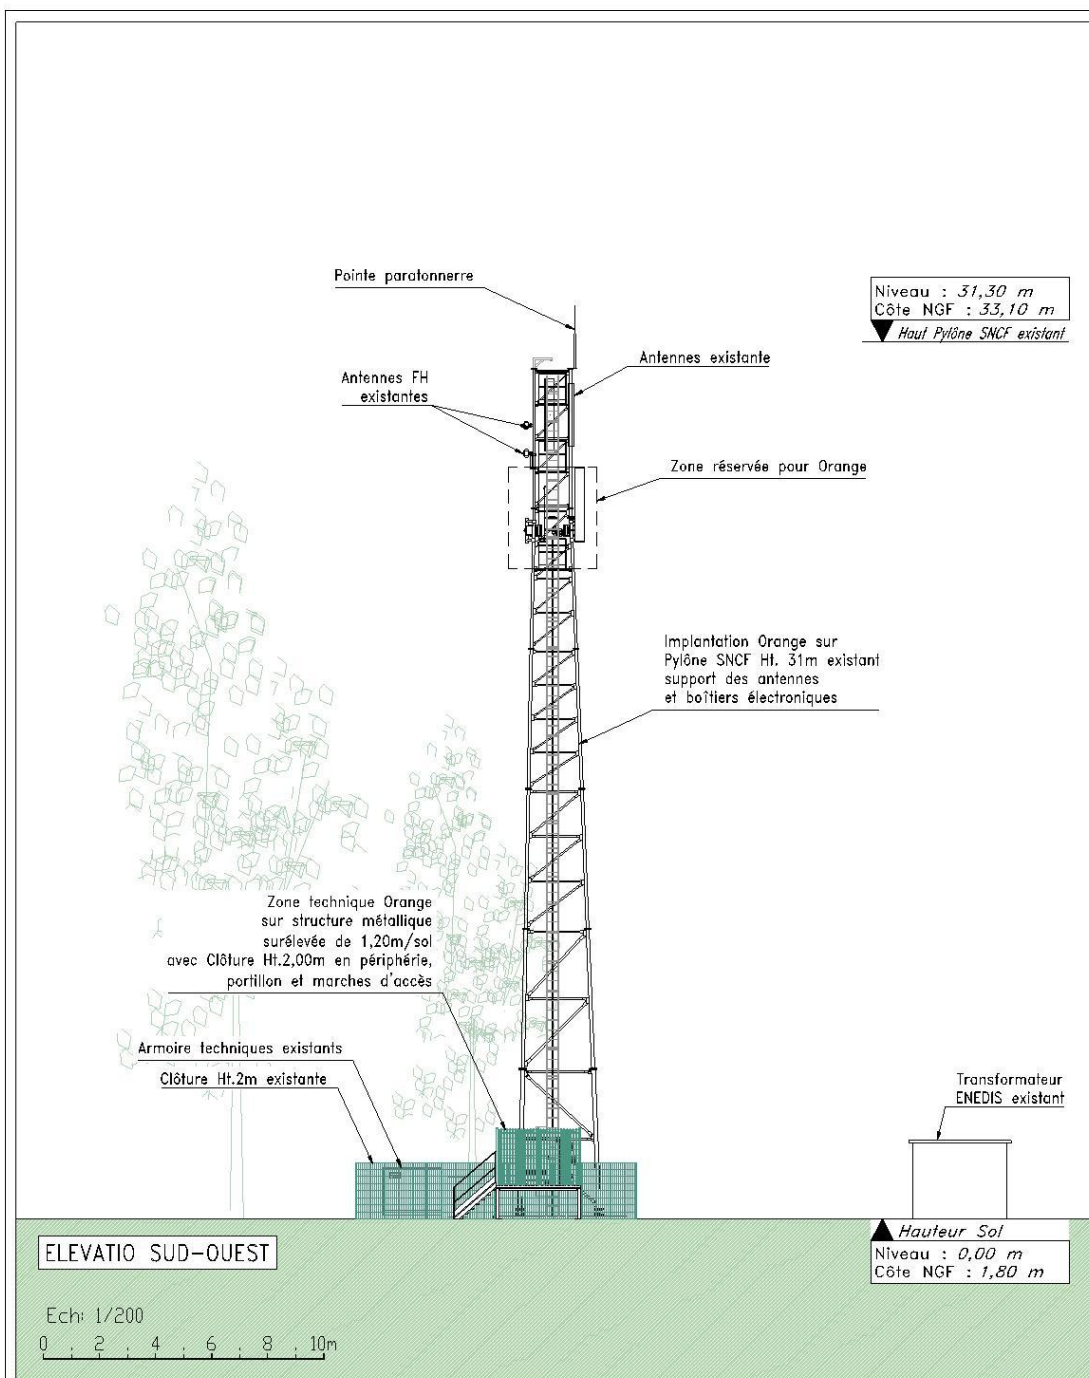 Pointe paratonnerre
Niveau : 31,30 m
Côte NGF : 33,10 m
Haut Pylône SNCF existant
Antennes existante
Antennes FH
existantes
Zone réservée pour Orange
Implantation Orange sur
Pylône SNCF Ht. 31m existant
support des antennes
et boîtiers électroniques
Zone technique Orange
sur structure métallique
surélevée de 1,20m/sol
avec Clôture Ht.2,00m en périphérie,
portillon et marches d'accès
Armoire techniques existants
Clôture Ht.2m existante
Transformateur
ENEDIS existant
Hauteur Sol
Niveau : 0,00 m
Côte NGF : 1,80 m
ELEVATIO SUD-OUEST
Ech: 1/200
0 2 4 6 8 10m